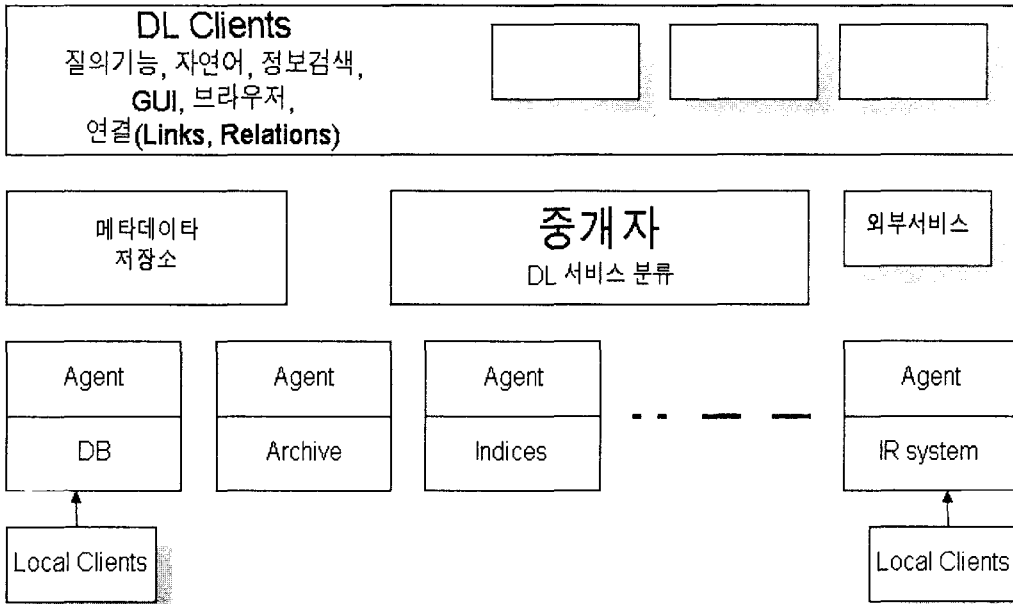 DL Clients
질의기능, 자연어, 정보검색,
GUI, 브라우저,
연결(Links, Relations)
메타데이타
저장소
중개자
DL 서비스 분류
외부서비스
Agent
Agent
Agent
Agent
DB
Archive
Indices
IR system
Local Clients
Local Clients